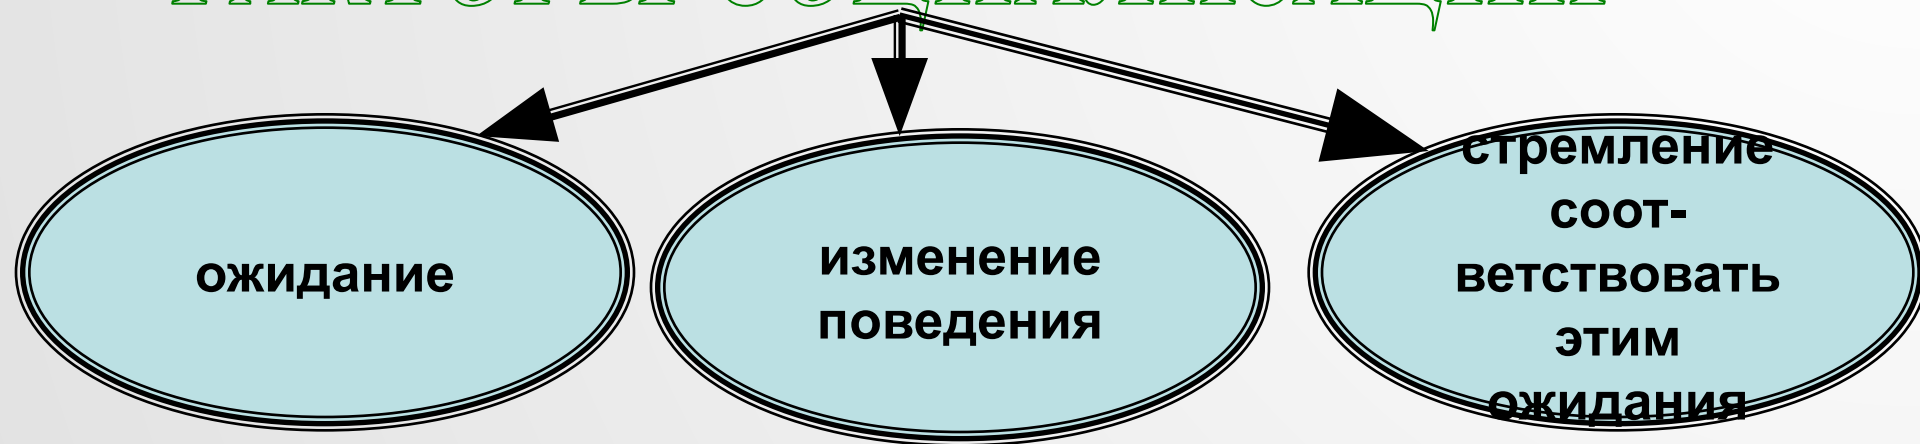 ожидание
изменение
поведения
стремление
соот-
ветствовать
этим
ожидания